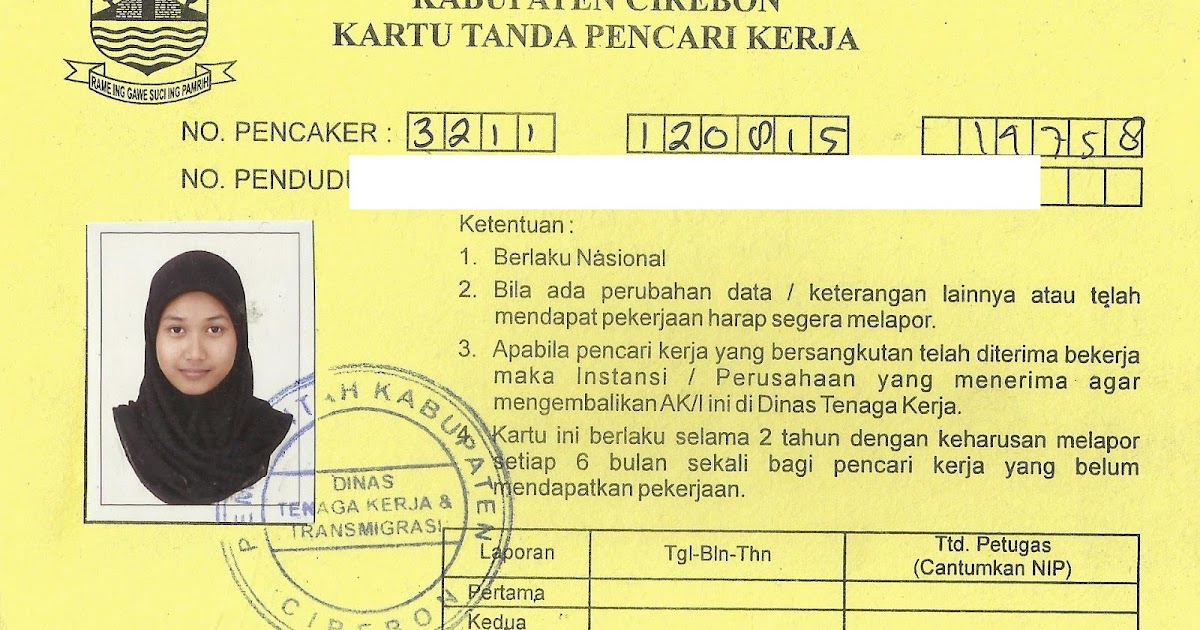 KABUPATEN CIREBON
KARTU TANDA PENCARI KERJA
RAME ING GAWE SUCI ING PAMRIH
NO. PENCAKER : 3211 120815 19758
NO. PENDUDU
Ketentuan :
1. Berlaku Nasional
2. Bila ada perubahan data / keterangan lainnya atau telah
mendapat pekerjaan harap segera melapor.
3. Apabila pencari kerja yang bersangkutan telah diterima bekerja
maka Instansi / Perusahaan yang menerima agar
mengembalikan AK/I ini di Dinas Tenaga Kerja.
4. Kartu ini berlaku selama 2 tahun dengan keharusan melapor
setiap 6 bulan sekali bagi pencari kerja yang belum
mendapatkan pekerjaan.
KABUPATEN
DINAS
TENAGA KERJA &
TRANSMIGRASI
CIREBON
Laporan Tgl-Bln-Thn Ttd. Petugas
(Cantumkan NIP)
Pertama
Kedua